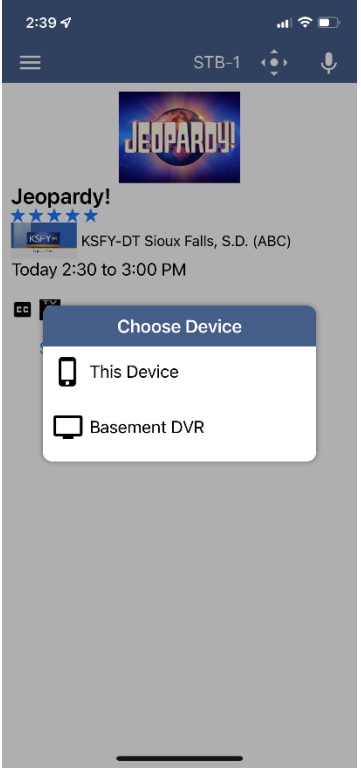 2:39
STB-1
JEOPARDY!
Jeopardy!
KSFY
KSFY-DT Sioux Falls, S.D. (ABC)
Today 2:30 to 3:00 PM
CC TV
Choose Device
This Device
Basement DVR